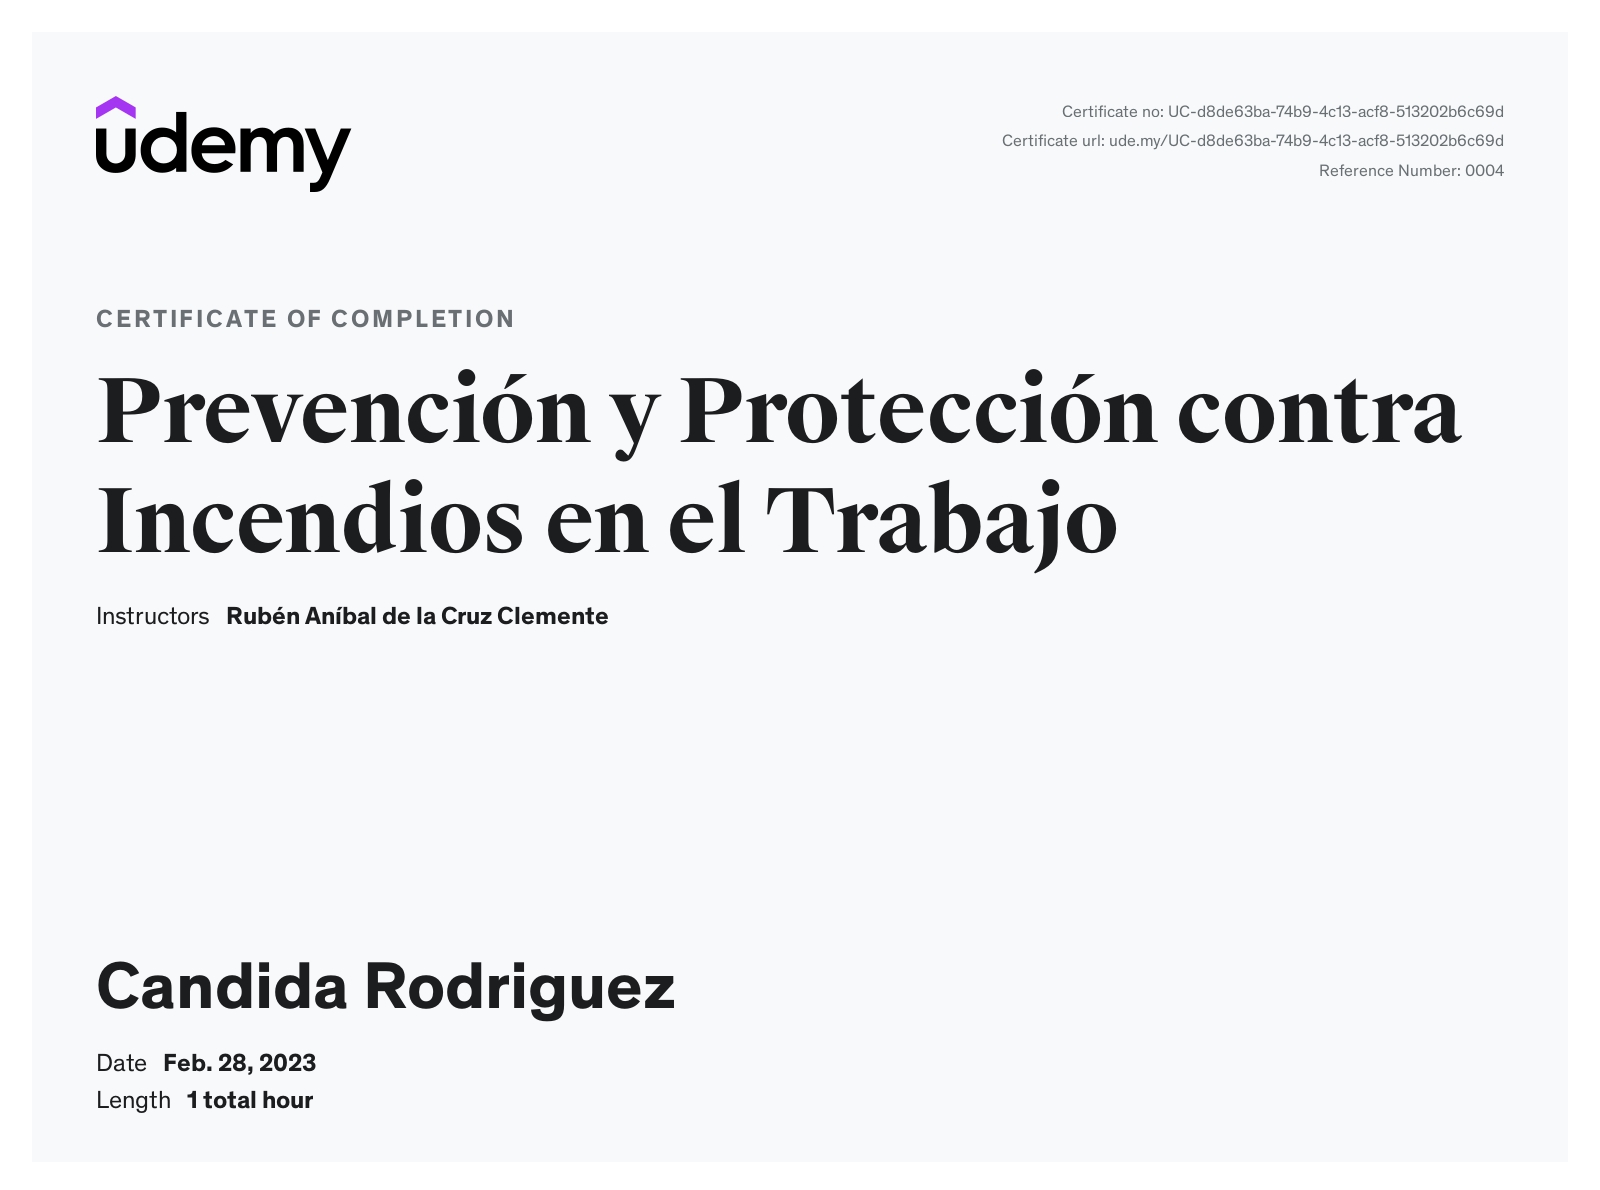 udemy
Certificate no: UC-d8de63ba-74b9-4c13-acf8-513202b6c69d
Certificate url: ude.my/UC-d8de63ba-74b9-4c13-acf8-513202b6c69d
Reference Number: 0004
CERTIFICATE OF COMPLETION
Prevención y Protección contra
Incendios en el Trabajo
Instructors Rubén Aníbal de la Cruz Clemente
Candida Rodriguez
Date Feb. 28, 2023
Length 1 total hour